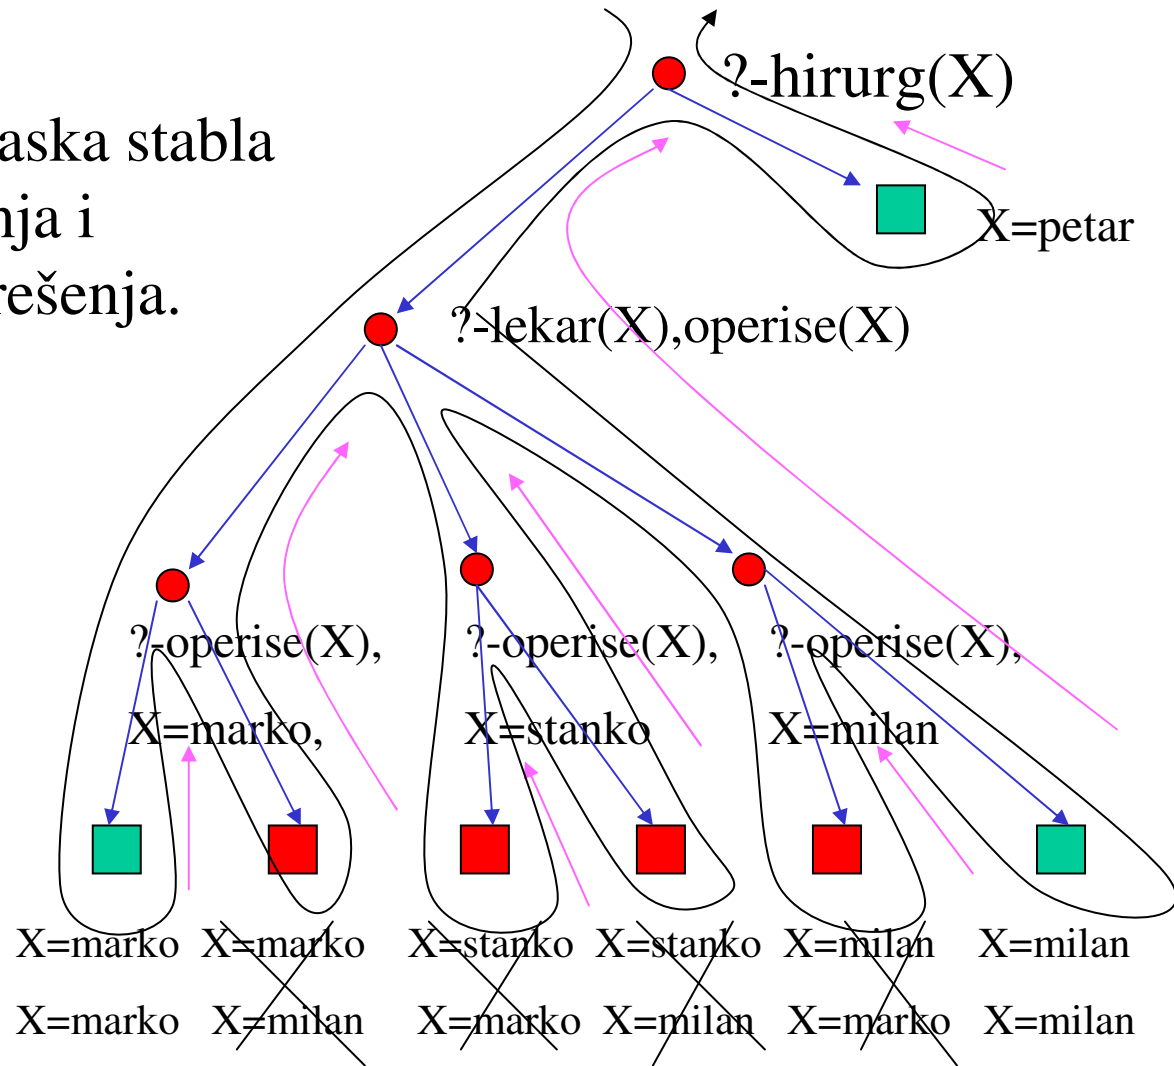 ?-hirurg(X)
aska stabla
nja i
rešenja.
X=petar
?-lekar(X),operise(X)
?-operise(X), ?-operise(X), ?-operise(X),
X=marko, X=stanko X=milan
X=marko X=marko X=stanko X=stanko X=milan X=milan
X=marko X=milan X=marko X=milan X=marko X=milan